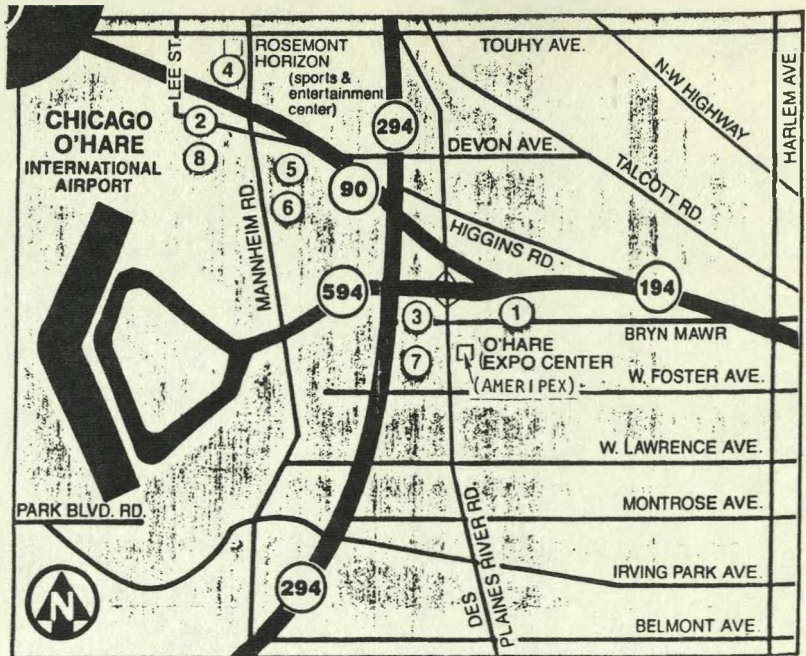 ROSEMONT
HORIZON
(sports &
entertainment
center)
TOUHY AVE.
LEE ST.
4
N-W HIGHWAY
HARLEM AVE
CHICAGO
O'HARE
INTERNATIONAL
AIRPORT
2
8
294
DEVON AVE.
5
90
6
TALCOTT RD.
MANNHEIM RD.
HIGGINS RD.
594
194
3
1
BRYN MAWR
7
O'HARE
EXPO CENTER
(AMERIPEX)
W. FOSTER AVE.
W. LAWRENCE AVE.
PARK BLVD. RD.
MONTROSE AVE.
DES
PLAINES RIVER RD.
IRVING PARK AVE.
294
N
BELMONT AVE.